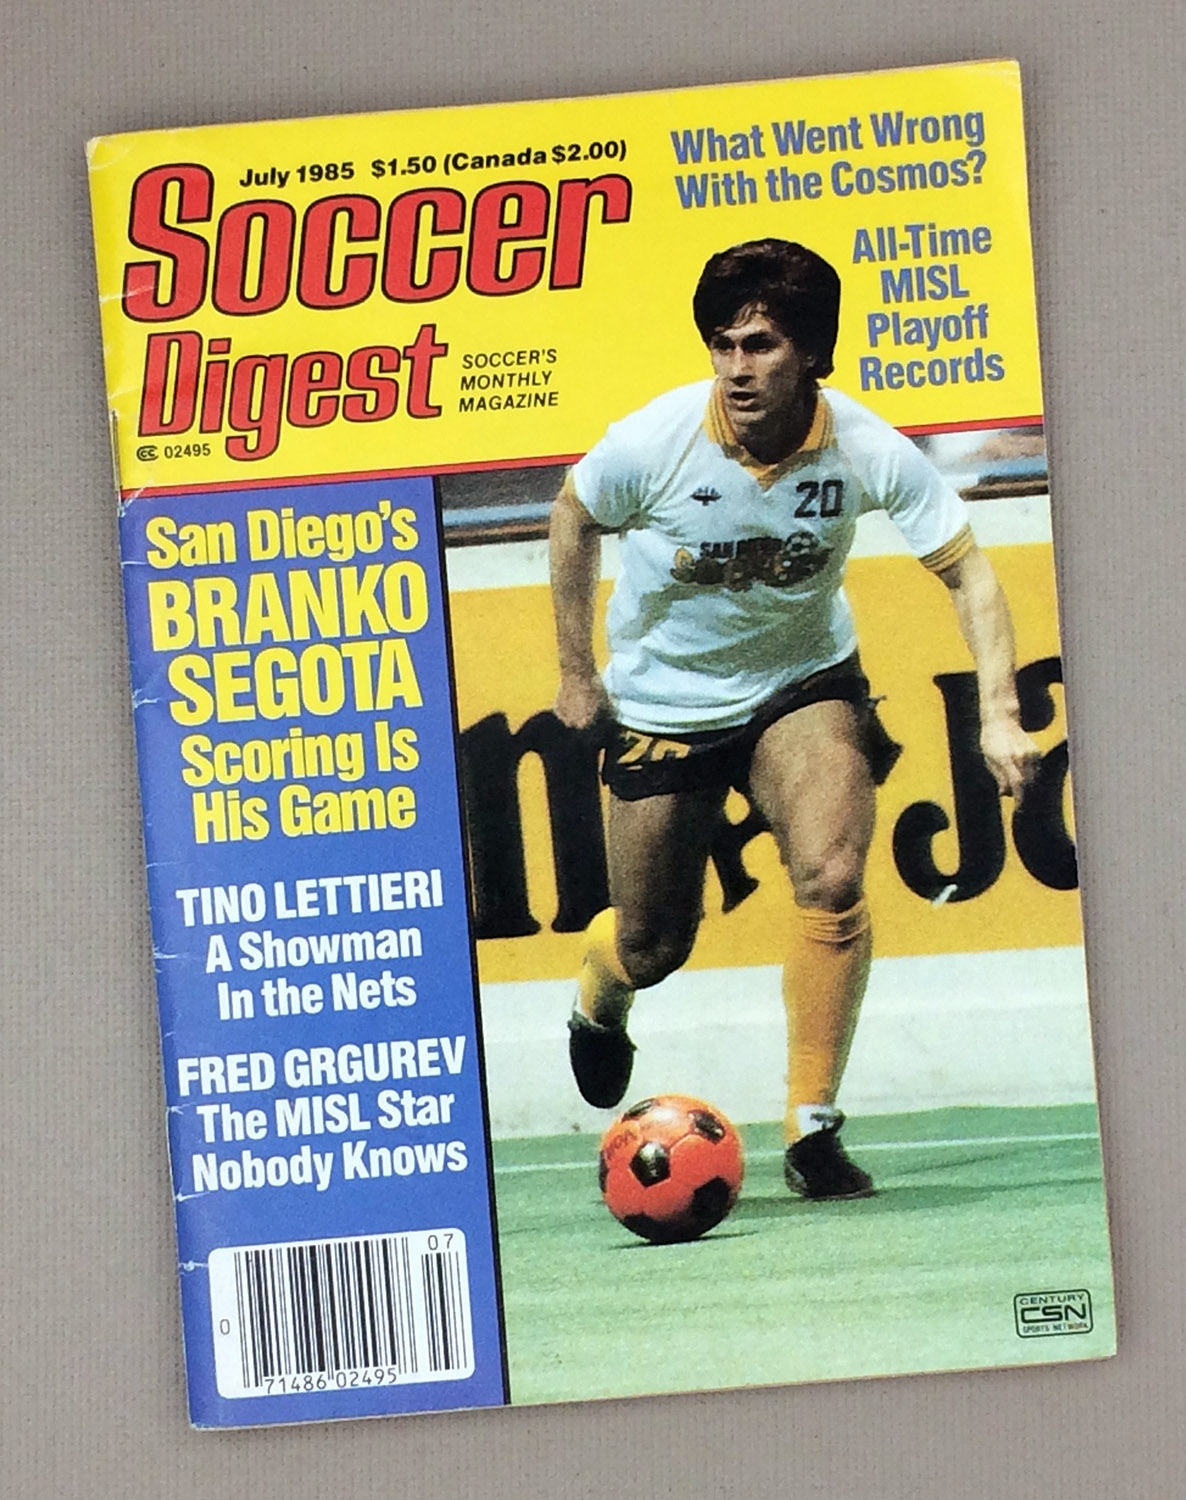 July 1985 $1.50 (Canada $2.00)
Soccer
Digest
SOCCER'S
MONTHLY
MAGAZINE
CC 02495
What Went Wrong
With the Cosmos?
All-Time
MISL
Playoff
Records
San Diego's
BRANKO
SEGOTA
Scoring Is
His Game
TINO LETTIERI
A Showman
In the Nets
FRED GRGUREV
The MISL Star
Nobody Knows
20
SAN DIEGO
20
07
0
71486 02495
CENTURY
CSN
SPORTS NETWORK